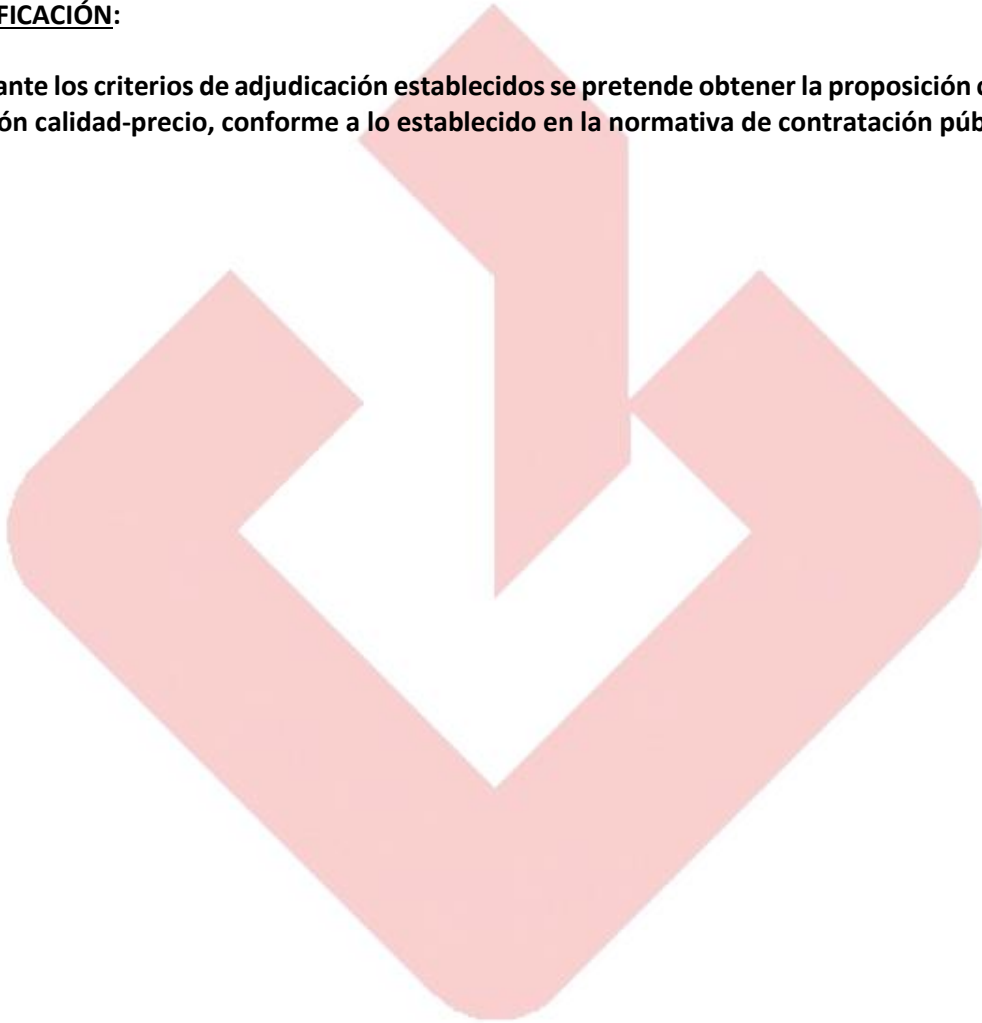 FICACIÓN:
ante los criterios de adjudicación establecidos se pretende obtener la proposición
ón calidad-precio, conforme a lo establecido en la normativa de contratación púb